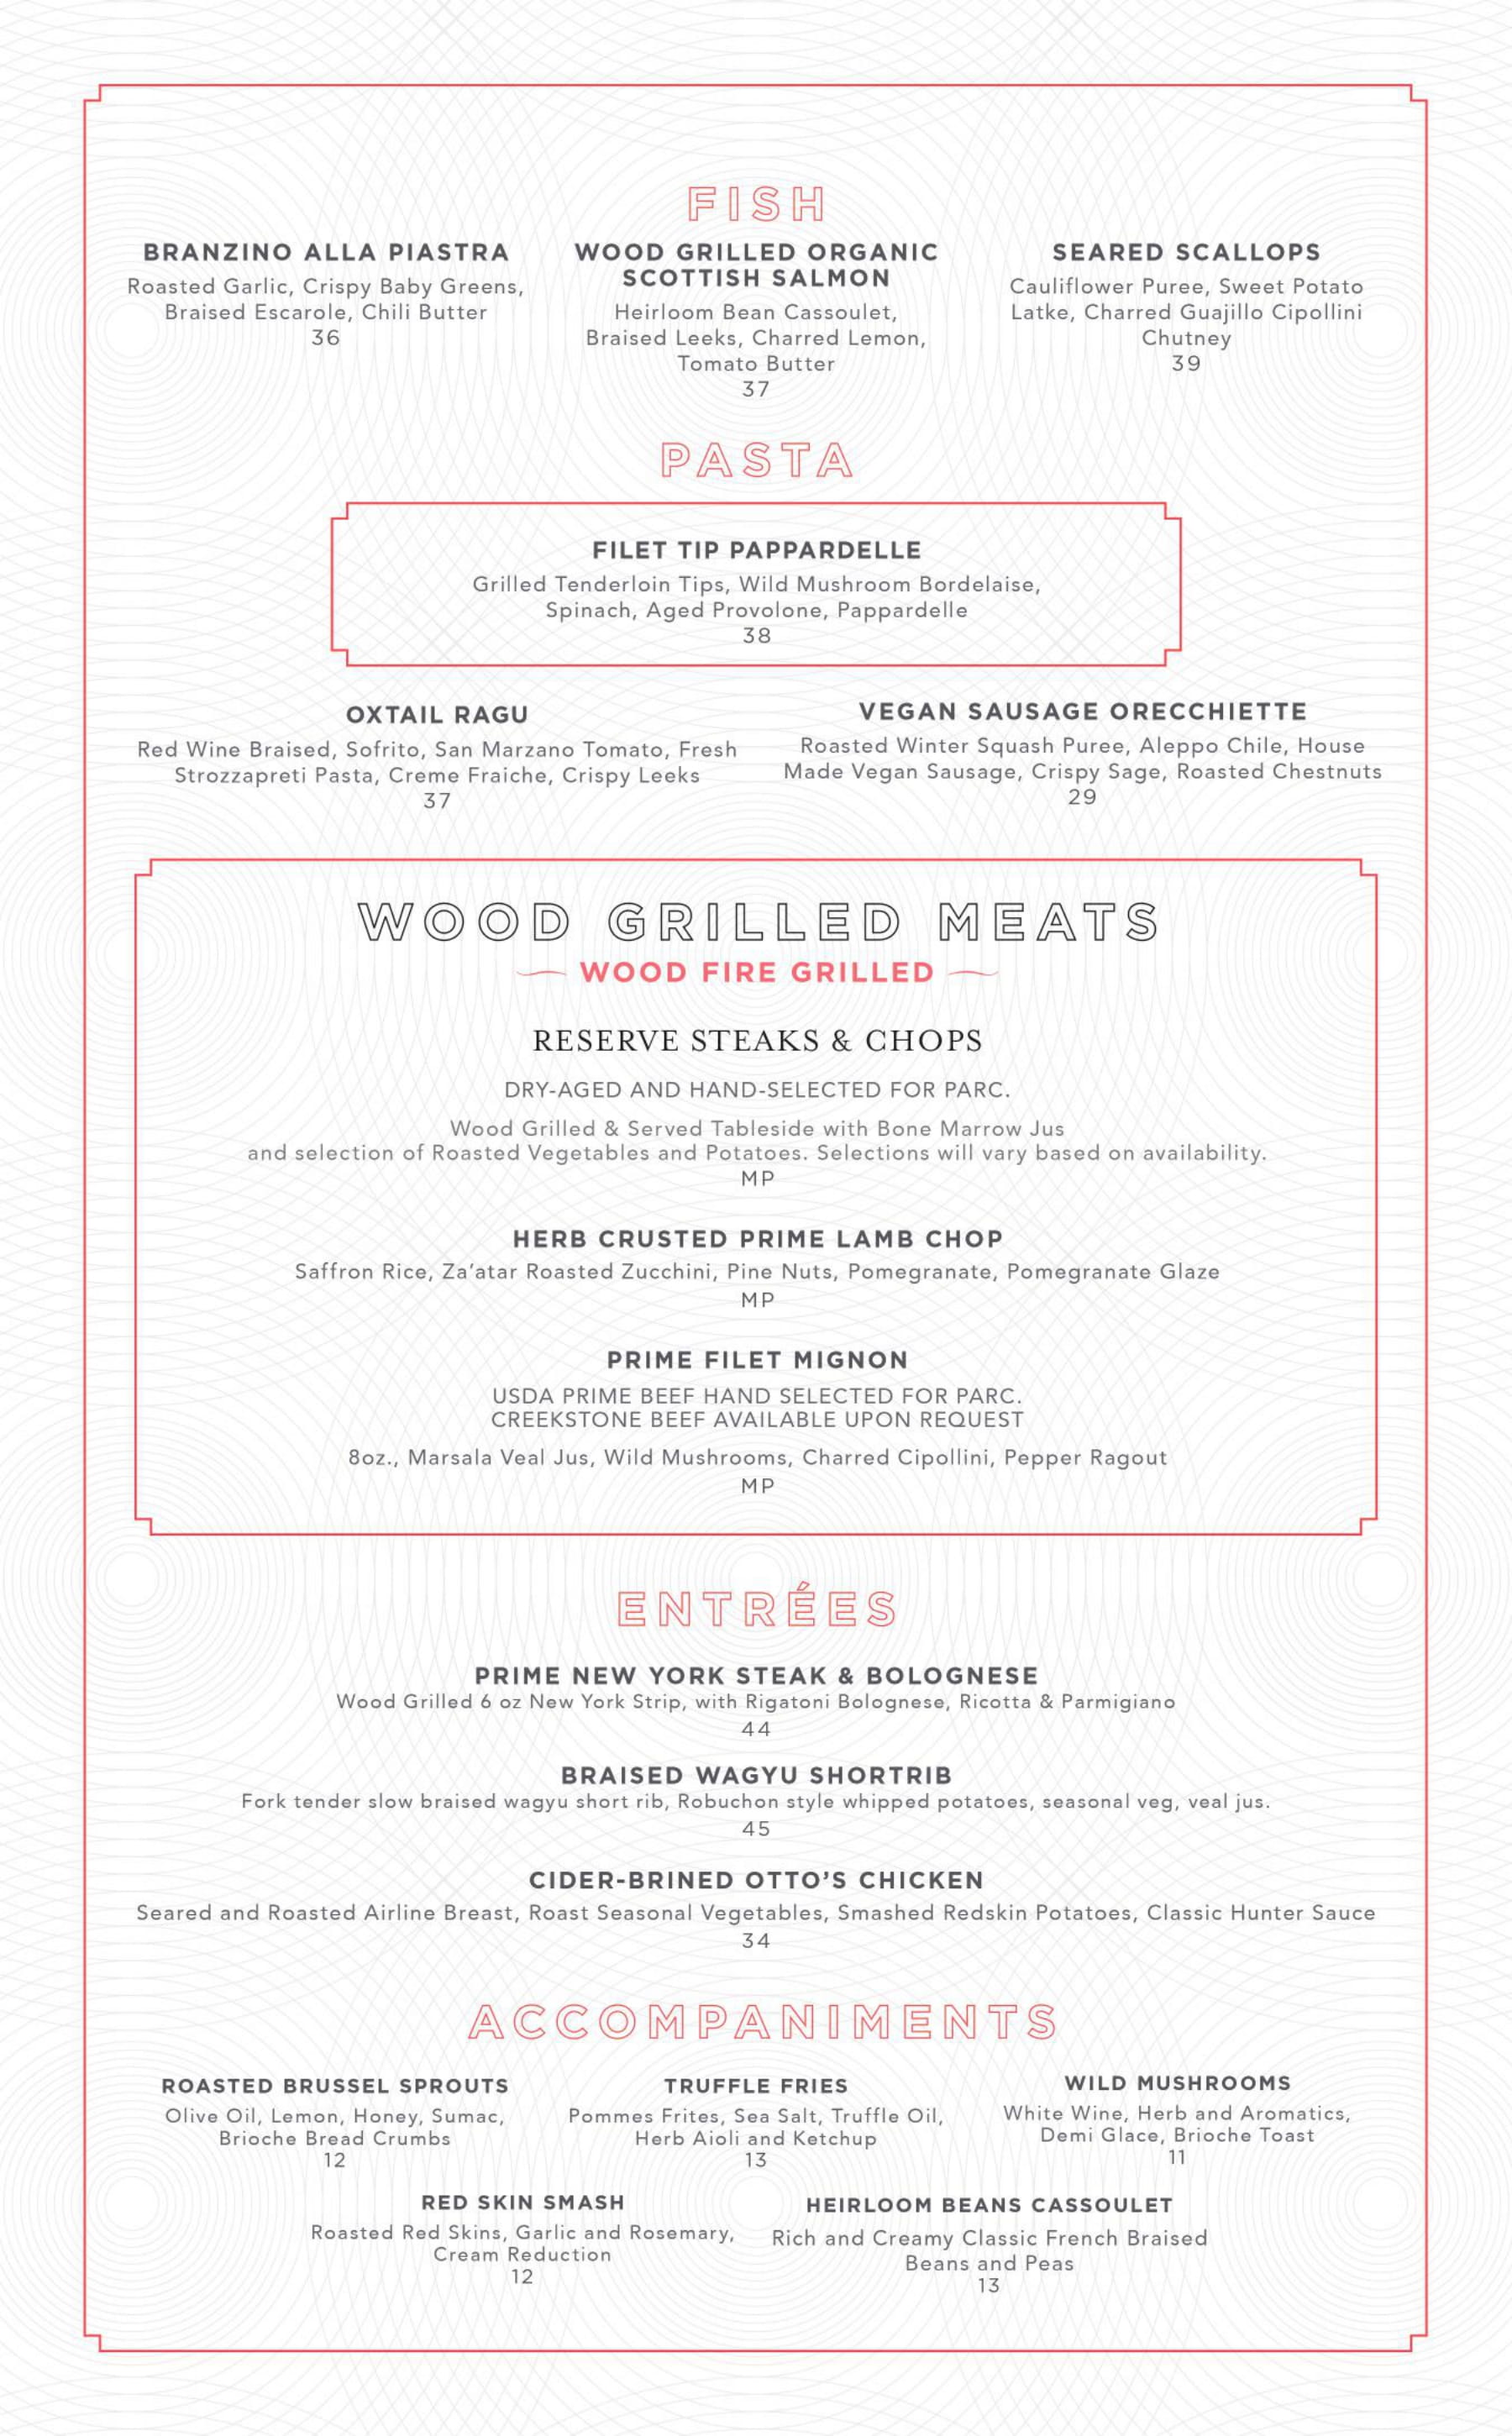 FISH
BRANZINO ALLA PIASTRA
Roasted Garlic, Crispy Baby Greens,
Braised Escarole, Chili Butter
36
WOOD GRILLED ORGANIC
SCOTTISH SALMON
Heirloom Bean Cassoulet,
Braised Leeks, Charred Lemon,
Tomato Butter
37
SEARED SCALLOPS
Cauliflower Puree, Sweet Potato
Latke, Charred Guajillo Cipollini
Chutney
39
PASTA
FILET TIP PAPPARDELLE
Grilled Tenderloin Tips, Wild Mushroom Bordelaise,
Spinach, Aged Provolone, Pappardelle
38
OXTAIL RAGU
Red Wine Braised, Sofrito, San Marzano Tomato, Fresh
Strozzapreti Pasta, Creme Fraiche, Crispy Leeks
37
VEGAN SAUSAGE ORECCHIETTE
Roasted Winter Squash Puree, Aleppo Chile, House
Made Vegan Sausage, Crispy Sage, Roasted Chestnuts
29
WOOD GRILLED MEATS
WOOD FIRE GRILLED
RESERVE STEAKS & CHOPS
DRY-AGED AND HAND-SELECTED FOR PARC.
Wood Grilled & Served Tableside with Bone Marrow Jus
and selection of Roasted Vegetables and Potatoes. Selections will vary based on availability.
MP
HERB CRUSTED PRIME LAMB CHOP
Saffron Rice, Za'atar Roasted Zucchini, Pine Nuts, Pomegranate, Pomegranate Glaze
MP
PRIME FILET MIGNON
USDA PRIME BEEF HAND SELECTED FOR PARC.
CREEKSTONE BEEF AVAILABLE UPON REQUEST
8oz., Marsala Veal Jus, Wild Mushrooms, Charred Cipollini, Pepper Ragout
MP
ENTRÉES
PRIME NEW YORK STEAK & BOLOGNESE
Wood Grilled 6 oz New York Strip, with Rigatoni Bolognese, Ricotta & Parmigiano
44
BRAISED WAGYU SHORTRIB
Fork tender slow braised wagyu short rib, Robuchon style whipped potatoes, seasonal veg, veal jus.
45
CIDER-BRINED OTTO'S CHICKEN
Seared and Roasted Airline Breast, Roast Seasonal Vegetables, Smashed Redskin Potatoes, Classic Hunter Sauce
34
ACCOMPANIMENTS
ROASTED BRUSSEL SPROUTS
Olive Oil, Lemon, Honey, Sumac,
Brioche Bread Crumbs
12
TRUFFLE FRIES
Pommes Frites, Sea Salt, Truffle Oil,
Herb Aioli and Ketchup
13
WILD MUSHROOMS
White Wine, Herb and Aromatics,
Demi Glace, Brioche Toast
11
RED SKIN SMASH
Roasted Red Skins, Garlic and Rosemary,
Cream Reduction
12
HEIRLOOM BEANS CASSOULET
Rich and Creamy Classic French Braised
Beans and Peas
13